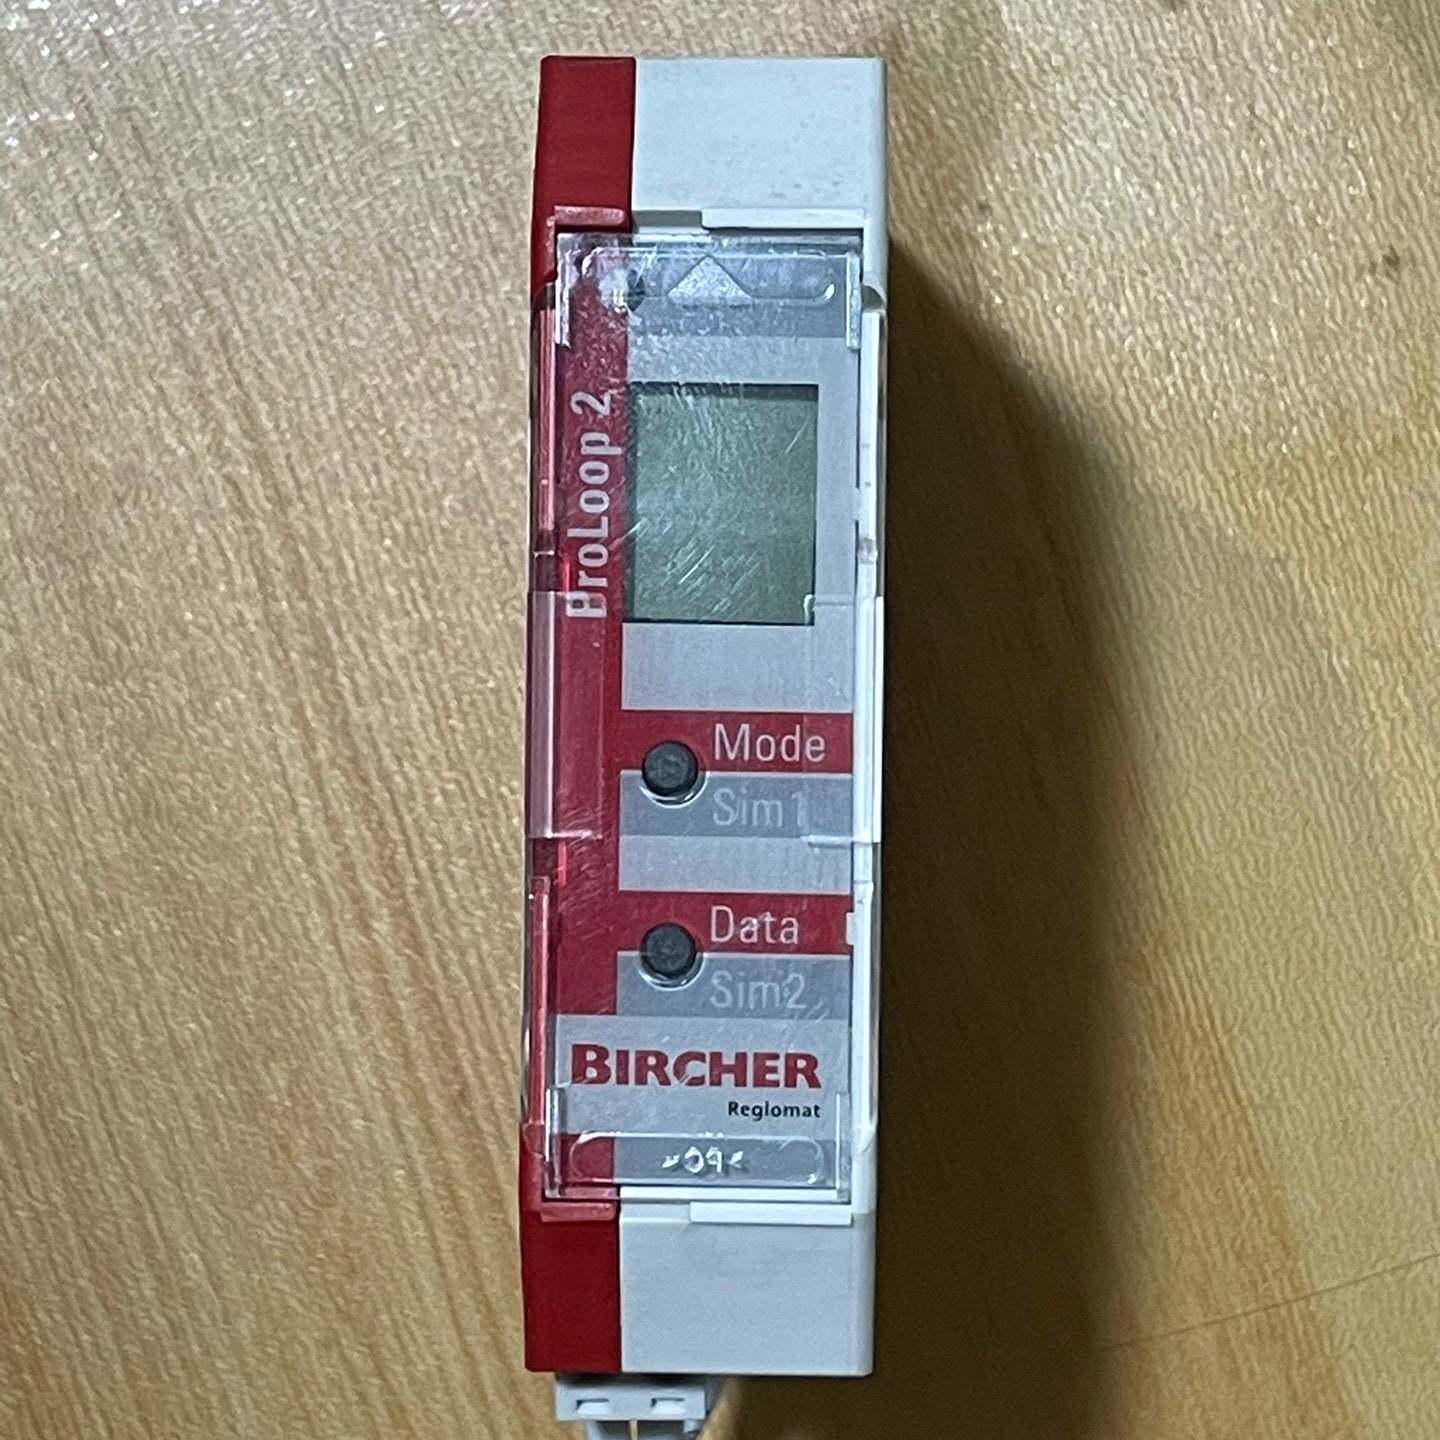 ProLoop 2
Mode
Sim1
Data
Sim2
BIRCHER
Reglomat